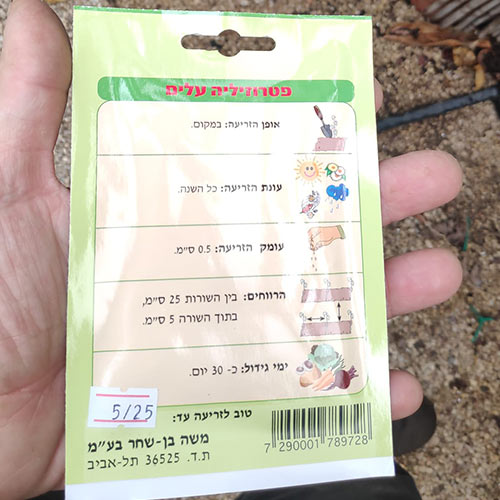 פטרוזיליה עלים
אופן הזריעה: במקום.
עונת הזריעה: כל השנה.
עומק הזריעה: 0.5 ס"מ.
הרווחים: בין השורות 25 ס"מ,
בתוך השורה 5 ס"מ.
ימי גידול: כ- 30 יום.
טוב לזריעה עד:
5/25
משה בן-שחר בע"מ
ת.ד. 36525 תל-אביב
7 290001 789728